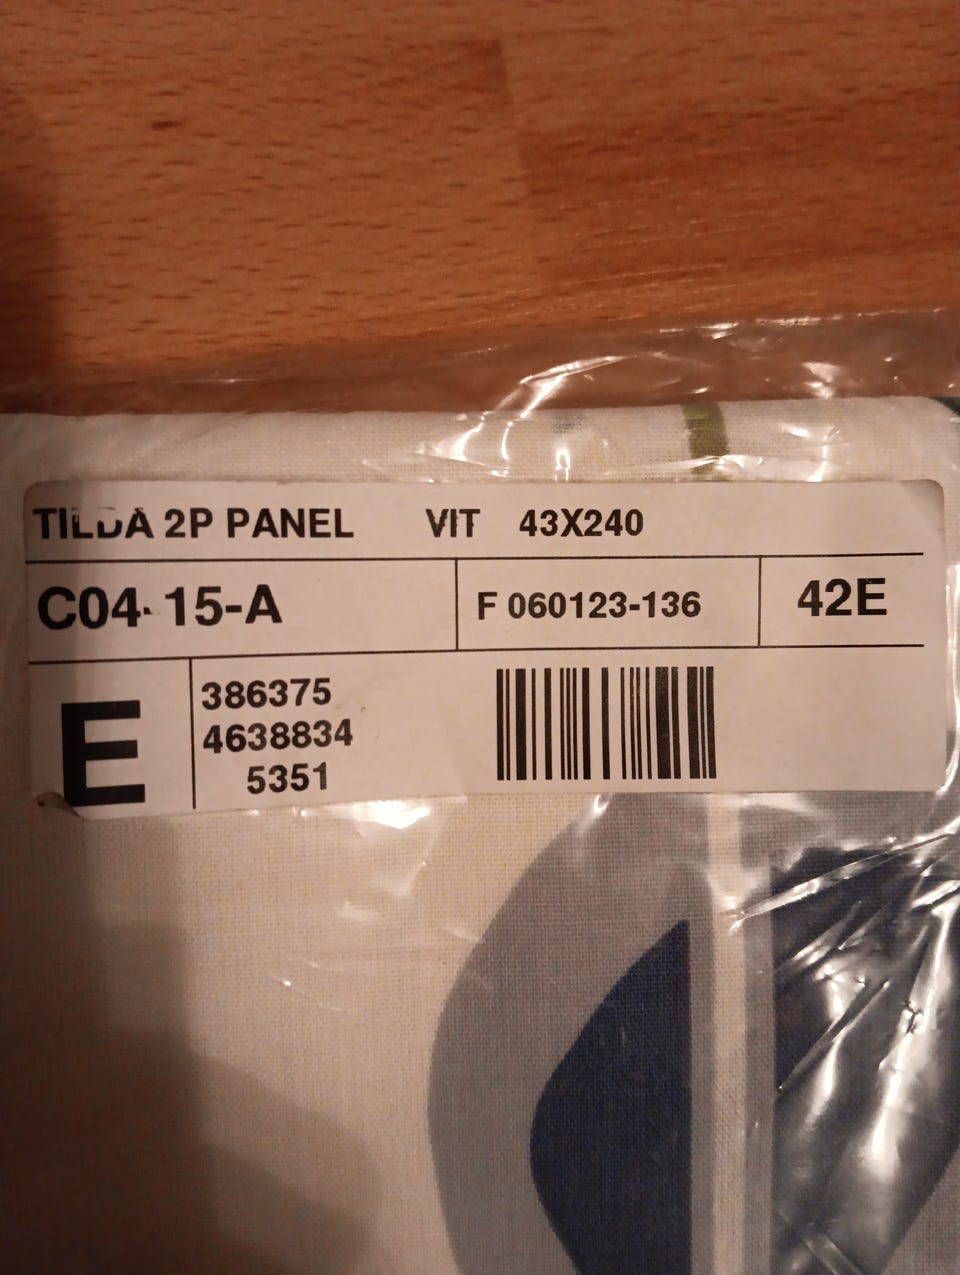 TILDA 2P PANEL VIT 43X240
C04-15-A F 060123-136 42E
E
386375
4638834
5351